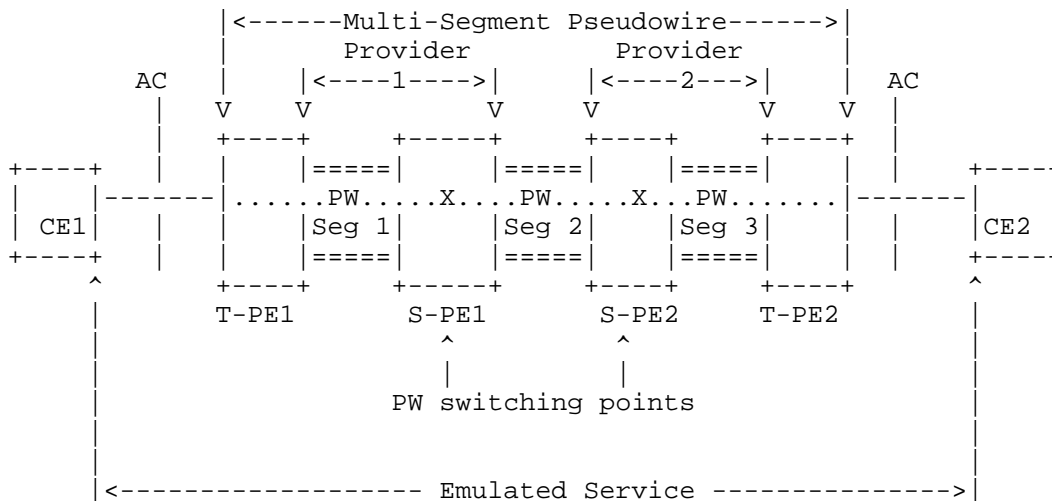 |<------Multi-Segment Pseudowire------>|
Provider Provider
AC |<----1---->| |<----2--->| AC
| V V V V V V |
+----+ +-----+ +----+ +----+
+----+ | | |=====| |=====| |=====| | | +----+
| |-------|......PW.....X....PW.....X...PW.......|-------| |
| CE1| | | |Seg 1| |Seg 2| |Seg 3| | | |CE2
+----+ | | |=====| |=====| |=====| | | +----+
^ +----+ +-----+ +----+ +----+ ^
| T-PE1 S-PE1 S-PE2 T-PE2 |
| ^ ^ |
| PW switching points |
|<------------------- Emulated Service --------------->|